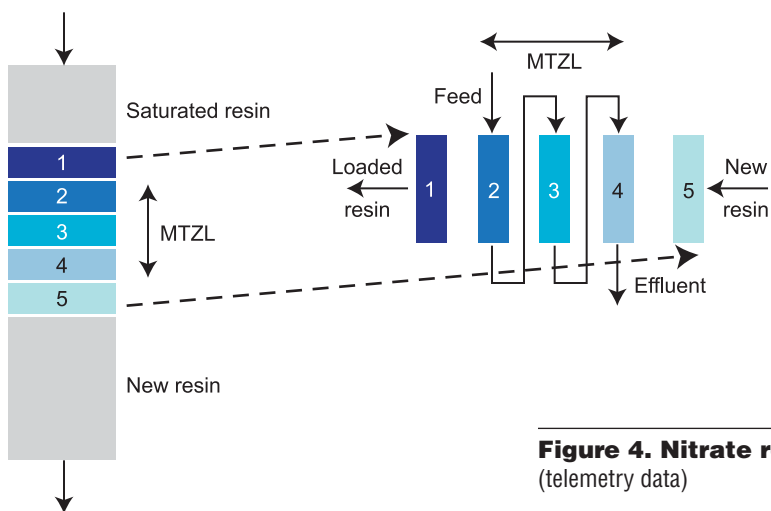 Saturated resin
1
2
3
4
5
MTZL
New resin
MTZL
Feed
Loaded
resin
1
2
3
4
5
New
resin
Effluent
Figure 4. Nitrate r
(telemetry data)